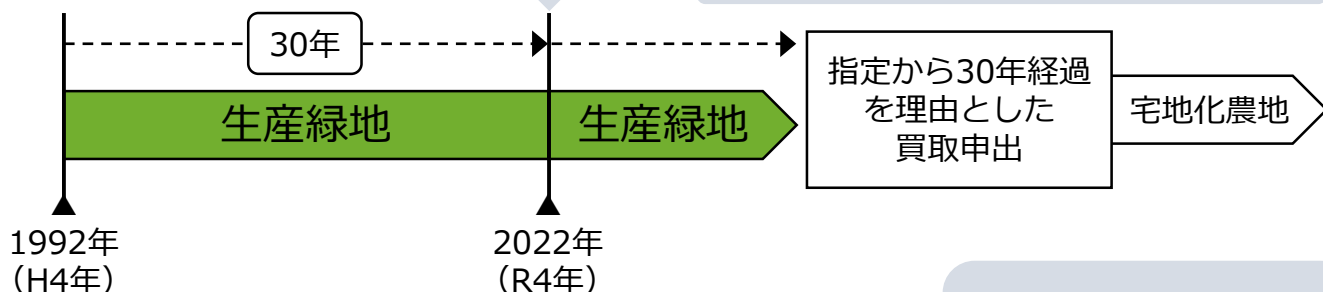 30年
生産緑地
生産緑地
指定から30年経過
を理由とした
買取申出
宅地化農地
1992年
（H4年）
2022年
（R4年）